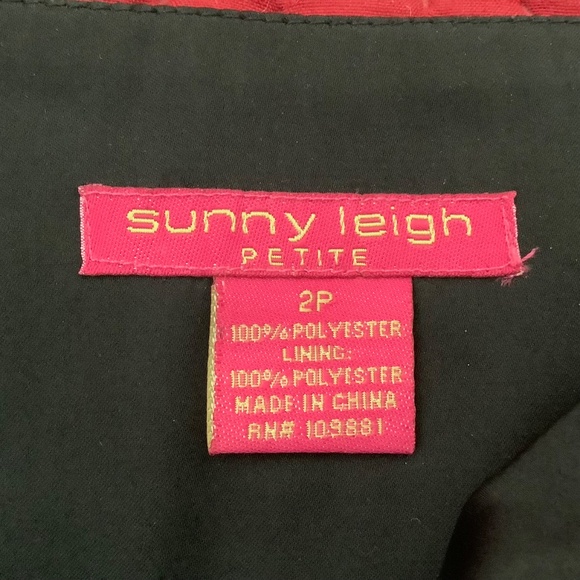 sunny leigh
PETITE
2P
100% POLYESTER
LINING:
100% POLYESTER
MADE IN CHINA
RN# 109881